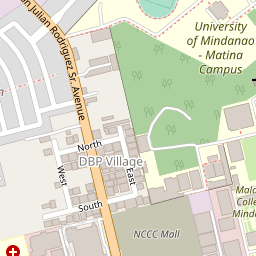 University
of Mindanao
- Matina
Campus
Julian Rodriguez Sr. Avenue
North
DBP Village
West
East
South
NCCC Mall